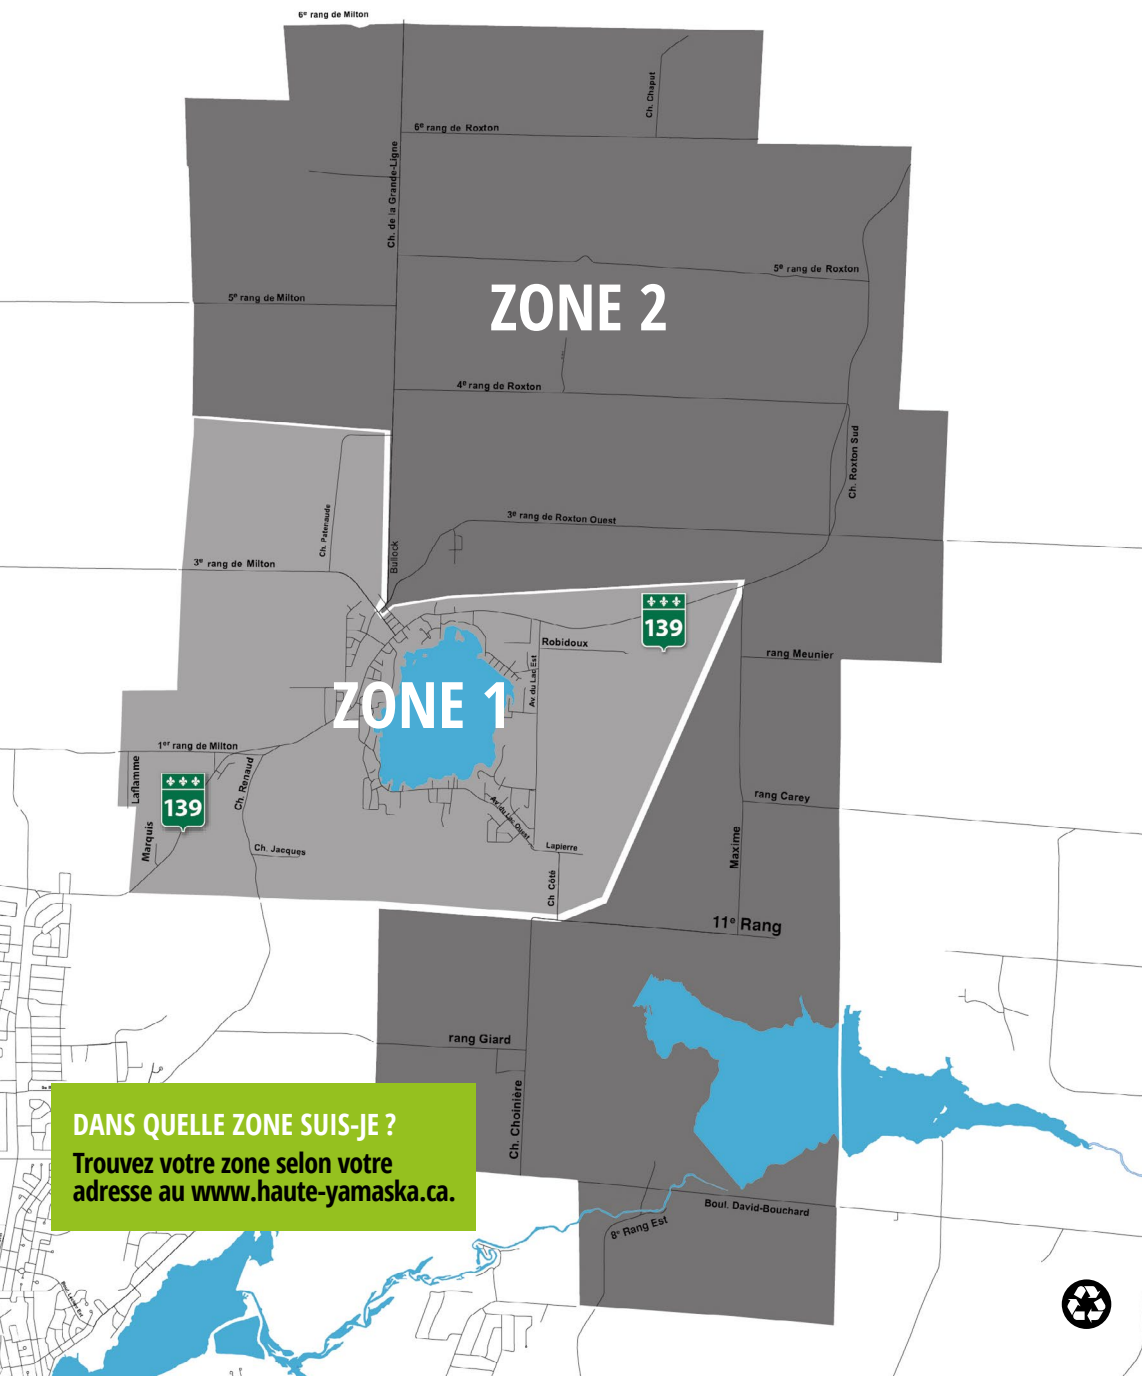 6e rang de Milton
Ch. Chaput
6e rang de Roxton
Ch. de la Grande-Ligne
5e rang de Roxton
5e rang de Milton
ZONE 2
4e rang de Roxton
Ch. Roxton Sud
3e rang de Roxton Ouest
Ch. Patenaude
Bullock
3e rang de Milton
139
Robidoux
rang Meunier
Av. du Lac Est
ZONE 1
1er rang de Milton
Laflamme
Ch. Renaud
139
rang Carey
Av. du Lac Ouest
Marquis
Ch. Jacques
Lapierre
Maxime
Ch Côté
11e Rang
rang Giard
Ch. Choinière
DANS QUELLE ZONE SUIS-JE ?
Trouvez votre zone selon votre
adresse au www.haute-yamaska.ca.
Boul. David-Bouchard
8e Rang Est